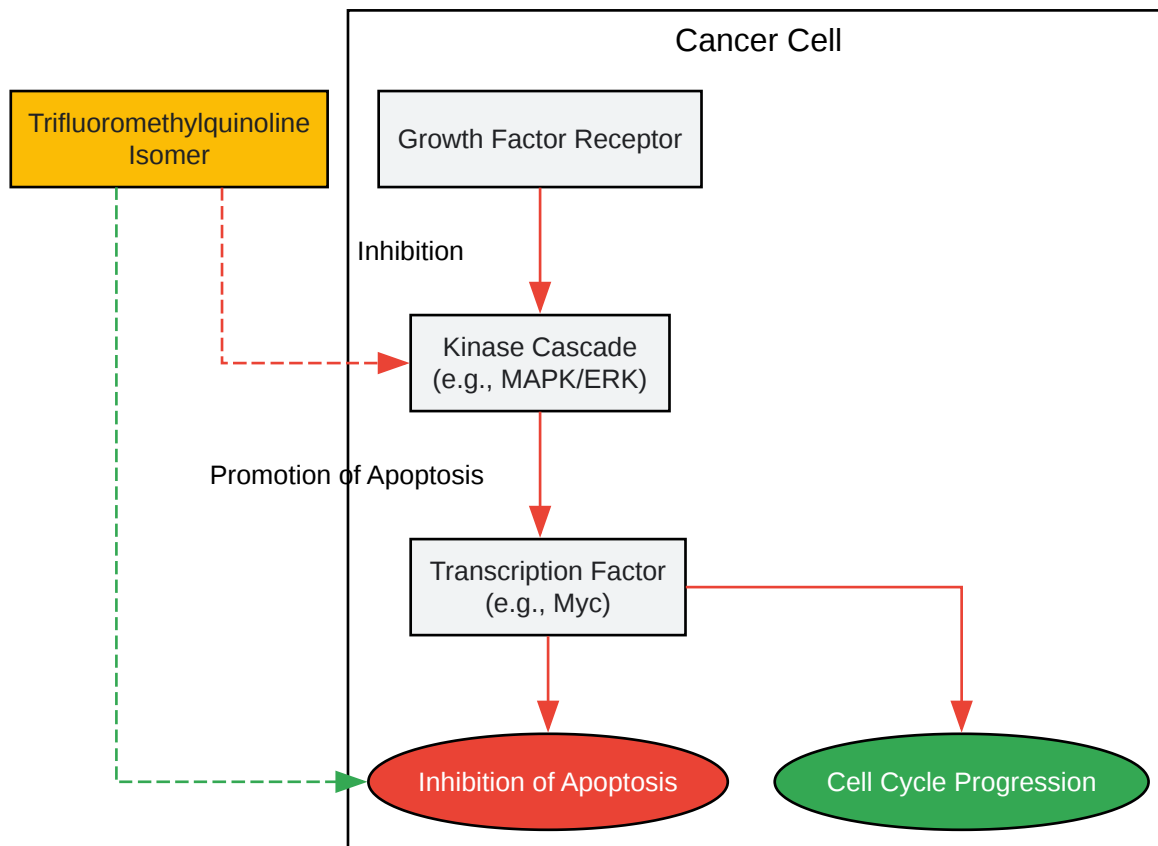 Cancer Cell
Trifluoromethylquinoline
Isomer
Growth Factor Receptor
Inhibition
Kinase Cascade
(e.g., MAPK/ERK)
Promotion of Apoptosis
Transcription Factor
(e.g., Myc)
Inhibition of Apoptosis
Cell Cycle Progression